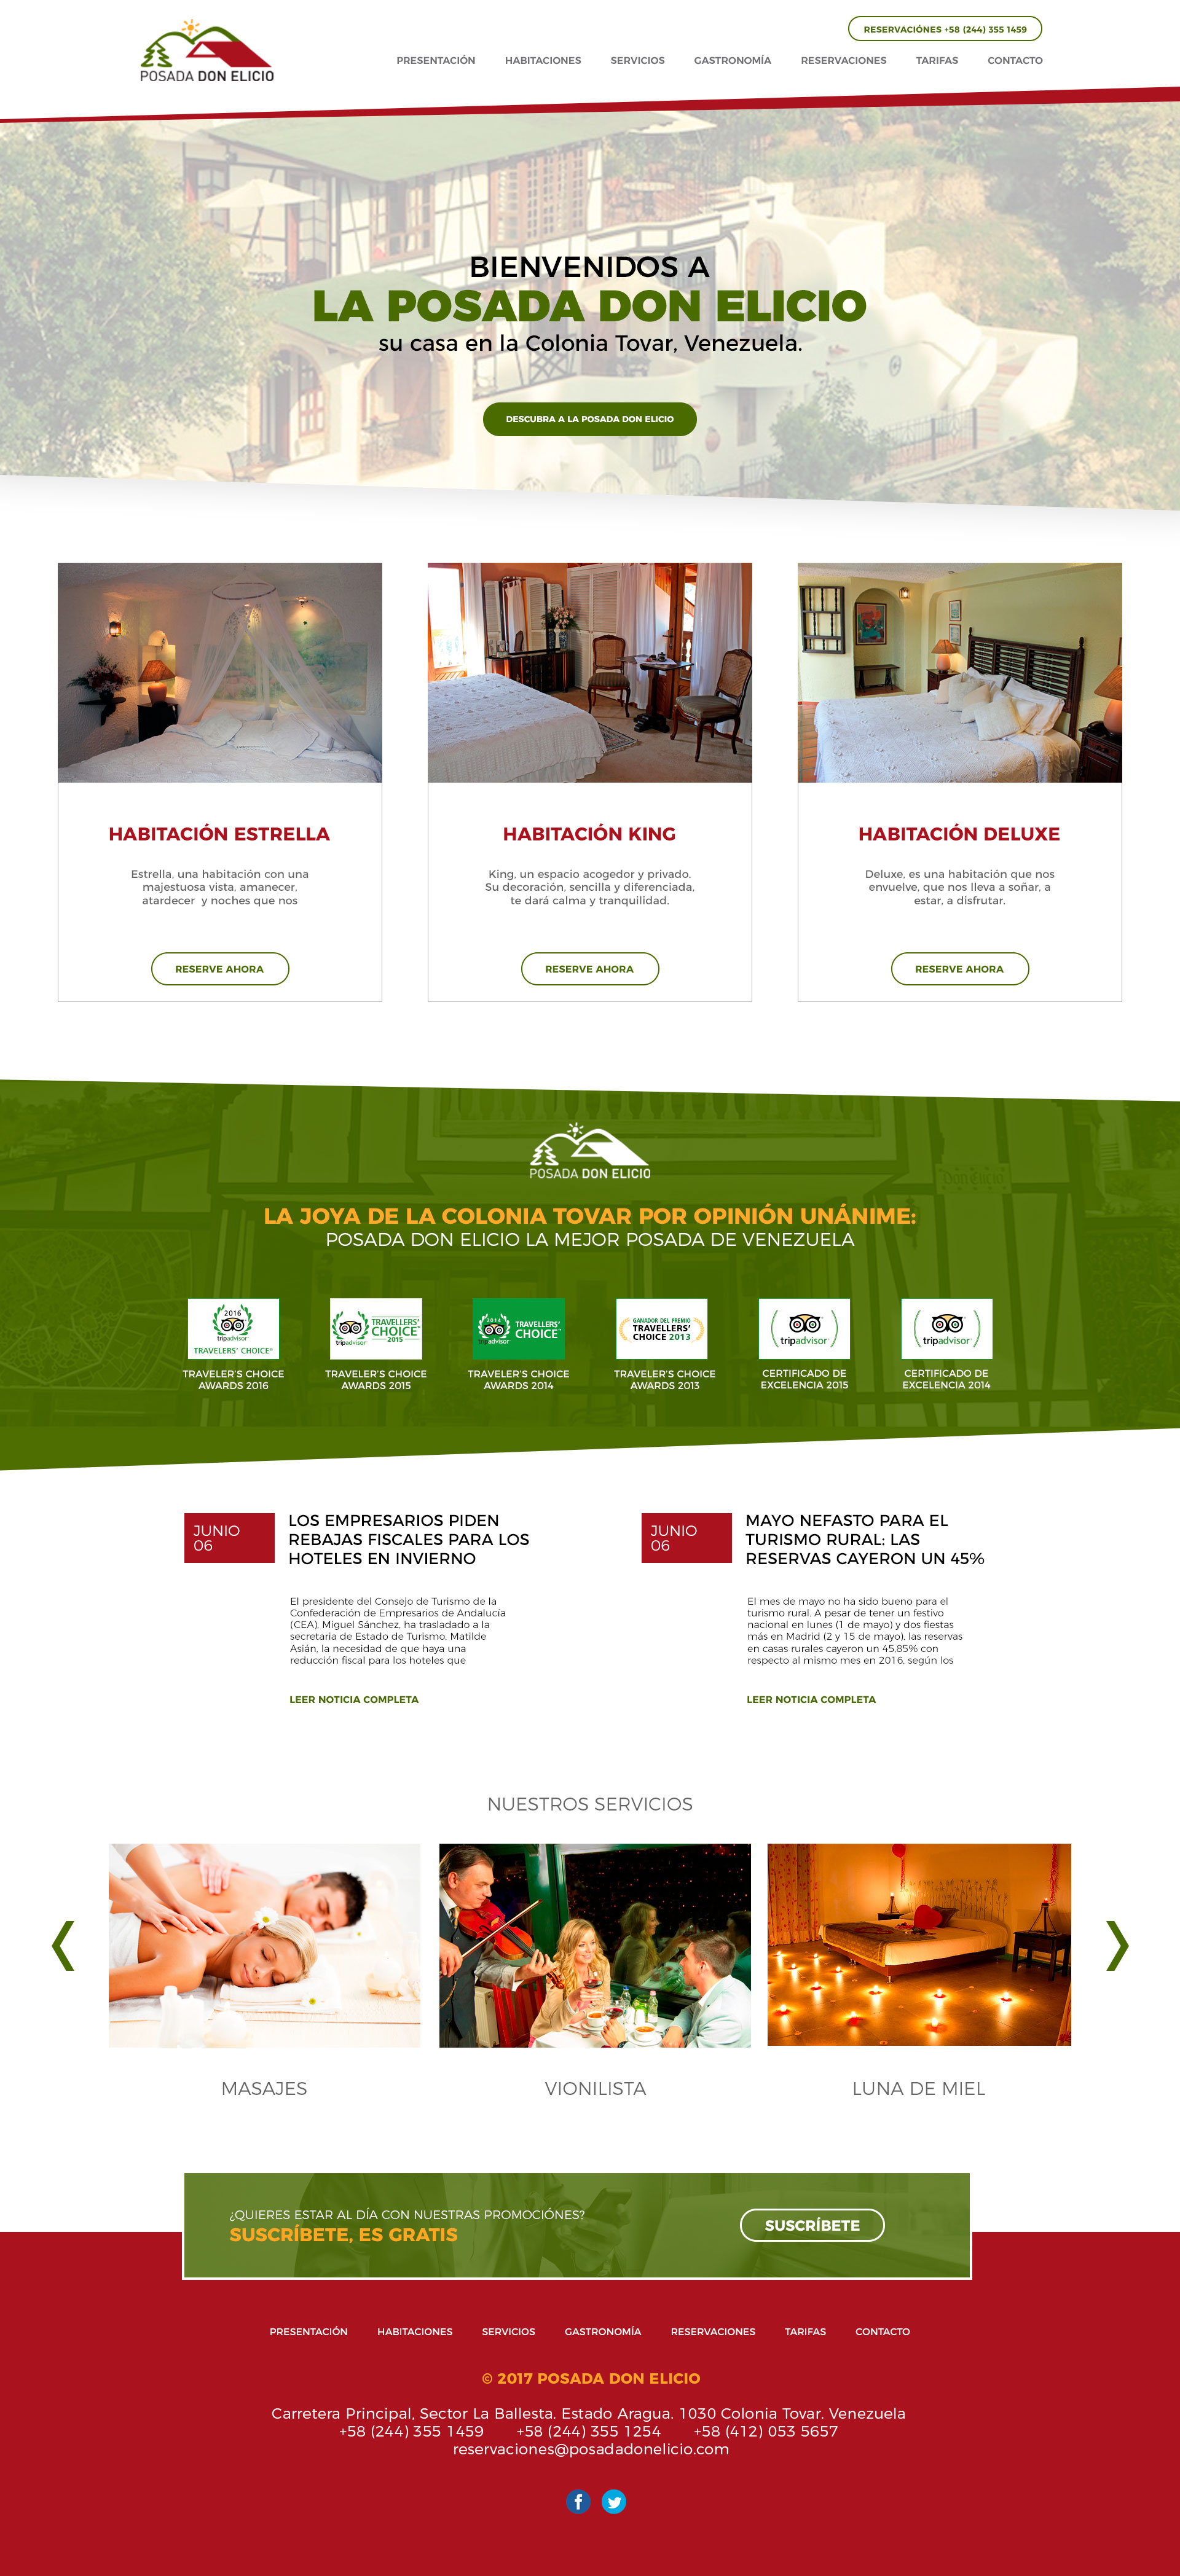 POSADA DON ELICIO
RESERVACIÓNES +58 (244) 355 1459
PRESENTACIÓN HABITACIONES SERVICIOS GASTRONOMÍA RESERVACIONES TARIFAS CONTACTO
BIENVENIDOS A
LA POSADA DON ELICIO
su casa en la Colonia Tovar, Venezuela.
DESCUBRA A LA POSADA DON ELICIO
HABITACIÓN ESTRELLA
Estrella, una habitación con una
majestuosa vista, amanecer,
atardecer y noches que nos
RESERVE AHORA
HABITACIÓN KING
King, un espacio acogedor y privado.
Su decoración, sencilla y diferenciada,
te dará calma y tranquilidad.
RESERVE AHORA
HABITACIÓN DELUXE
Deluxe, es una habitación que nos
envuelve, que nos lleva a soñar, a
estar, a disfrutar.
RESERVE AHORA
POSADA DON ELICIO
Don Elicio
LA JOYA DE LA COLONIA TOVAR POR OPINIÓN UNÁNIME:
POSADA DON ELICIO LA MEJOR POSADA DE VENEZUELA
2016
tripadvisor
TRAVELERS' CHOICE®
TRAVELER'S CHOICE
AWARDS 2016
tripadvisor
TRAVELLERS'
CHOICE™
2015
TRAVELER'S CHOICE
AWARDS 2015
2014
tripadvisor
TRAVELLERS'
CHOICE™
TRAVELER'S CHOICE
AWARDS 2014
GANADOR DEL PREMIO
TRAVELLERS'
CHOICE 2013
TRAVELER'S CHOICE
AWARDS 2013
tripadvisor
CERTIFICADO DE
EXCELENCIA 2015
tripadvisor
CERTIFICADO DE
EXCELENCIA 2014
JUNIO
06
LOS EMPRESARIOS PIDEN
REBAJAS FISCALES PARA LOS
HOTELES EN INVIERNO
El presidente del Consejo de Turismo de la
Confederación de Empresarios de Andalucía
(CEA), Miguel Sánchez, ha trasladado a la
secretaria de Estado de Turismo, Matilde
Asián, la necesidad de que haya una
reducción fiscal para los hoteles que
LEER NOTICIA COMPLETA
JUNIO
06
MAYO NEFASTO PARA EL
TURISMO RURAL: LAS
RESERVAS CAYERON UN 45%
El mes de mayo no ha sido bueno para el
turismo rural. A pesar de tener un festivo
nacional en lunes (1 de mayo) y dos fiestas
más en Madrid (2 y 15 de mayo), las reservas
en casas rurales cayeron un 45,85% con
respecto al mismo mes en 2016, según los
LEER NOTICIA COMPLETA
NUESTROS SERVICIOS
MASAJES
VIONILISTA
LUNA DE MIEL
¿QUIERES ESTAR AL DÍA CON NUESTRAS PROMOCIÓNES?
SUSCRÍBETE, ES GRATIS
SUSCRÍBETE
PRESENTACIÓN HABITACIONES SERVICIOS GASTRONOMÍA RESERVACIONES TARIFAS CONTACTO
© 2017 POSADA DON ELICIO
Carretera Principal, Sector La Ballesta. Estado Aragua. 1030 Colonia Tovar. Venezuela
+58 (244) 355 1459 +58 (244) 355 1254 +58 (412) 053 5657
reservaciones@posadadonelicio.com